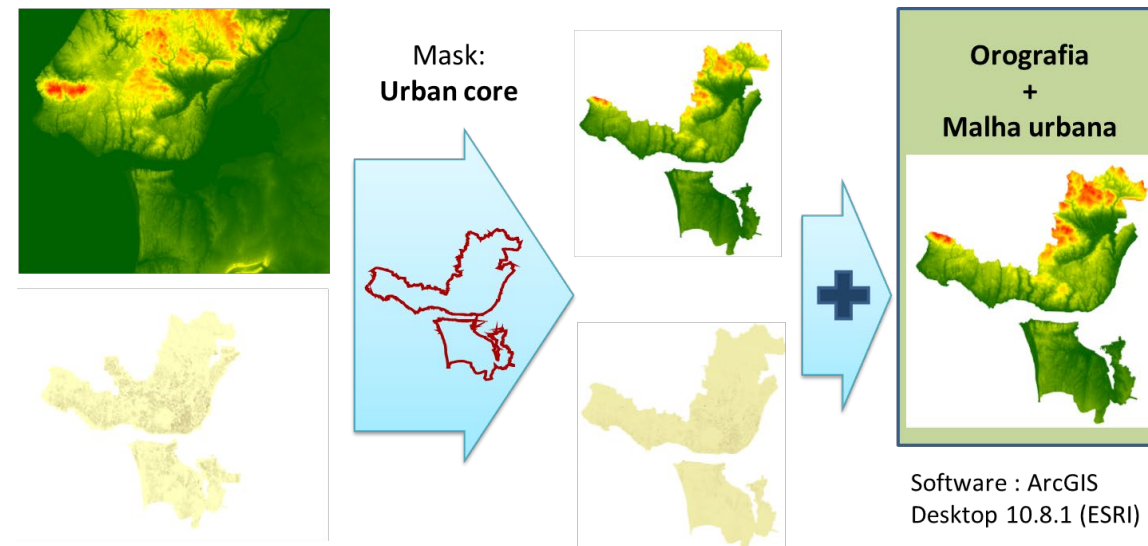 Mask:
Urban core
Orografia
+
Malha urbana
Software : ArcGIS
Desktop 10.8.1 (ESRI)